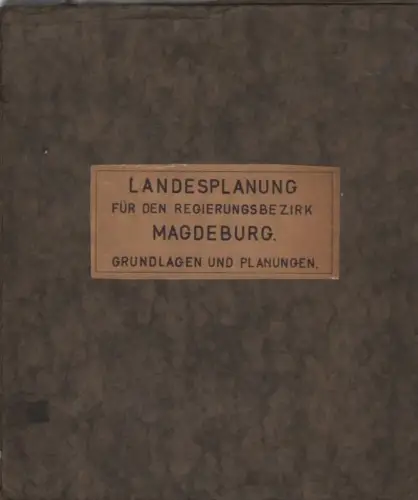 LANDESPLANUNG
FÜR DEN REGIERUNGSBEZIRK
MAGDEBURG.
GRUNDLAGEN UND PLANUNGEN.